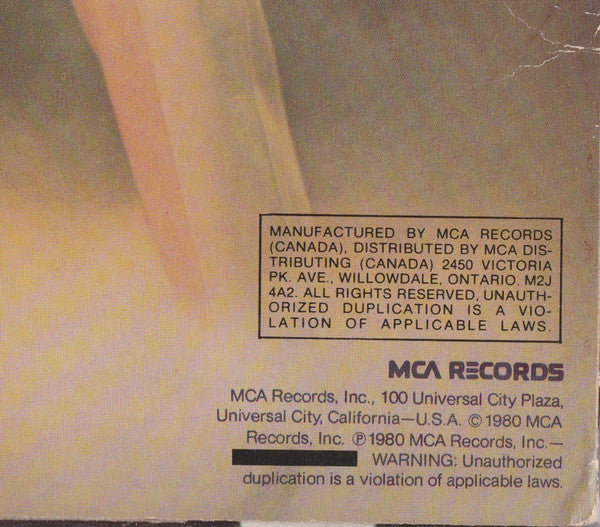 MANUFACTURED BY MCA RECORDS
(CANADA), DISTRIBUTED BY MCA DIS-
TRIBUTING (CANADA) 2450 VICTORIA
PK. AVE., WILLOWDALE, ONTARIO. M2J
4A2. ALL RIGHTS RESERVED, UNAUTH-
ORIZED DUPLICATION IS A VIO-
LATION OF APPLICABLE LAWS.
MCA RECORDS
MCA Records, Inc., 100 Universal City Plaza,
Universal City, California—U.S.A. ©1980 MCA
Records, Inc. ℗1980 MCA Records, Inc.—
WARNING: Unauthorized
duplication is a violation of applicable laws.